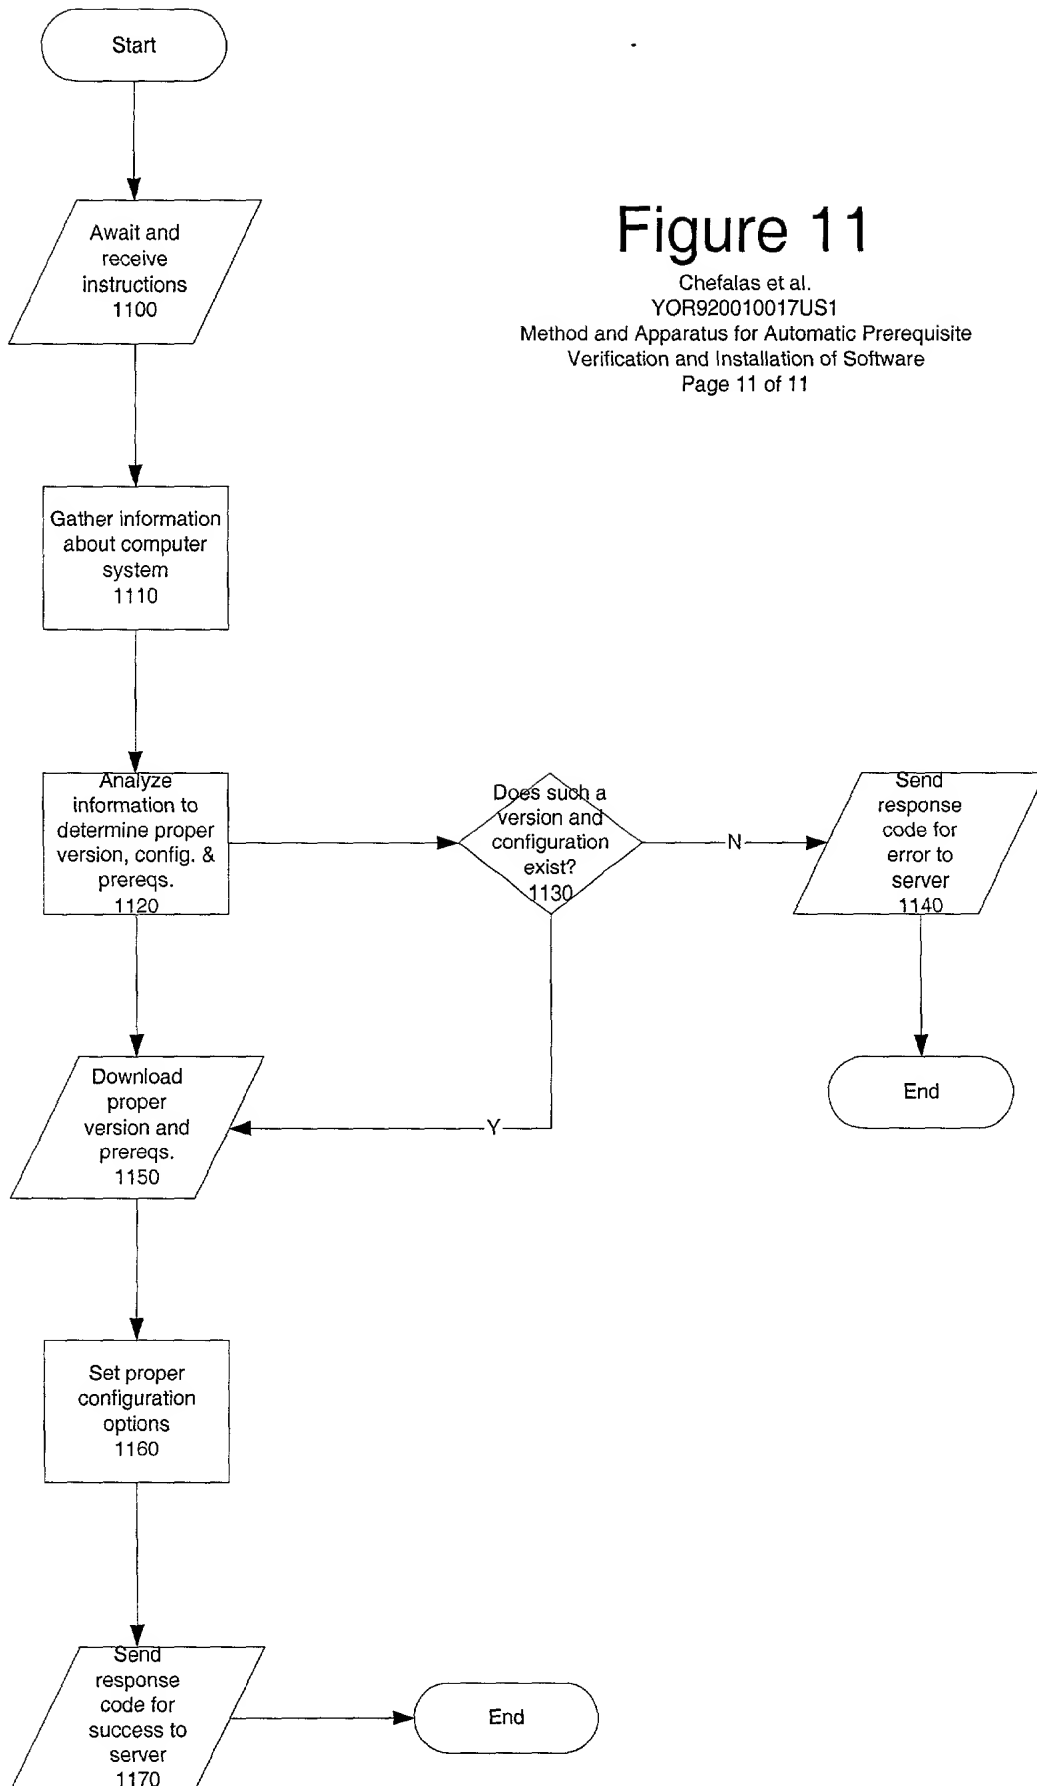 Start
Await and
receive
instructions
1100
Figure 11
Chefalas et al.
YOR920010017US1
Method and Apparatus for Automatic Prerequisite
Verification and Installation of Software
Page 11 of 11
Gather information
about computer
system
1110
Analyze
information to
determine proper
version, config. &
prereqs.
1120
Does such a
version and
configuration
exist?
1130
N
Send
response
code for
error to
server
1140
End
Y
Download
proper
version and
prereqs.
1150
Set proper
configuration
options
1160
Send
response
code for
success to
server
1170
End